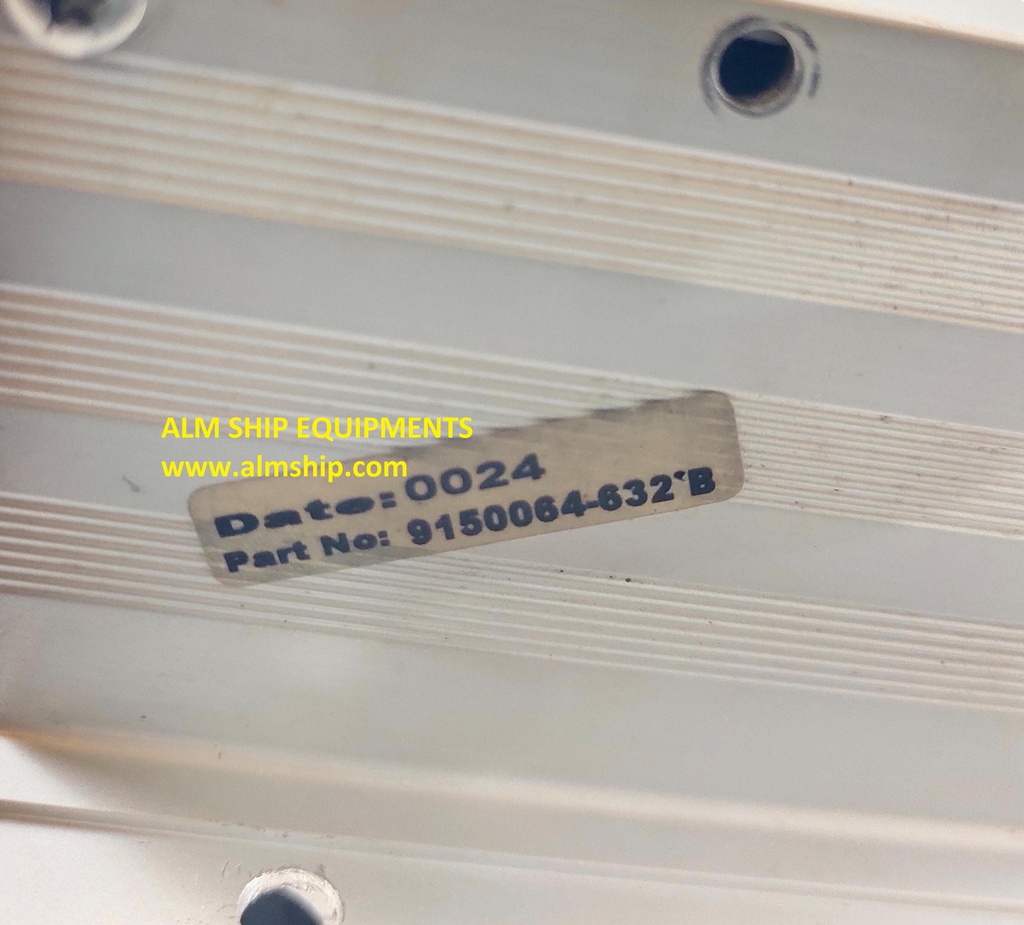 ALM SHIP EQUIPMENTS
www.almship.com
Date: 0024
Part No: 9150064-632*B